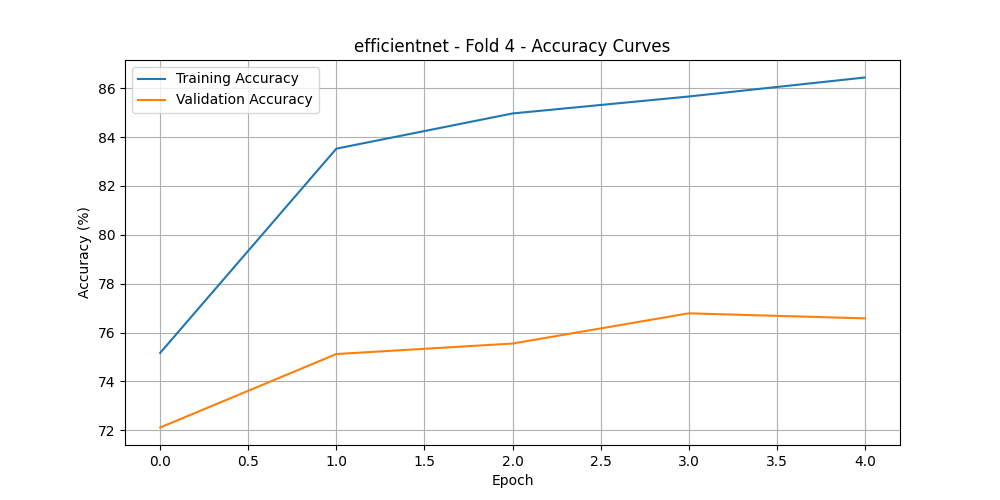 efficientnet - Fold 4 - Accuracy Curves
Training Accuracy
Validation Accuracy
Accuracy (%)
86
84
82
80
78
76
74
72
0.0 0.5 1.0 1.5 2.0 2.5 3.0 3.5 4.0
Epoch